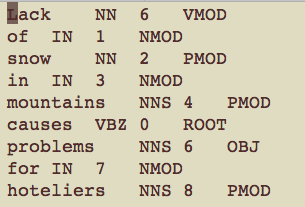 Lack NN 6 VMOD
of IN 1 NMOD
snow NN 2 PMOD
in IN 3 NMOD
mountains NNS 4 PMOD
causes VBZ 0 ROOT
problems NNS 6 OBJ
for IN 7 NMOD
hoteliers NNS 8 PMOD